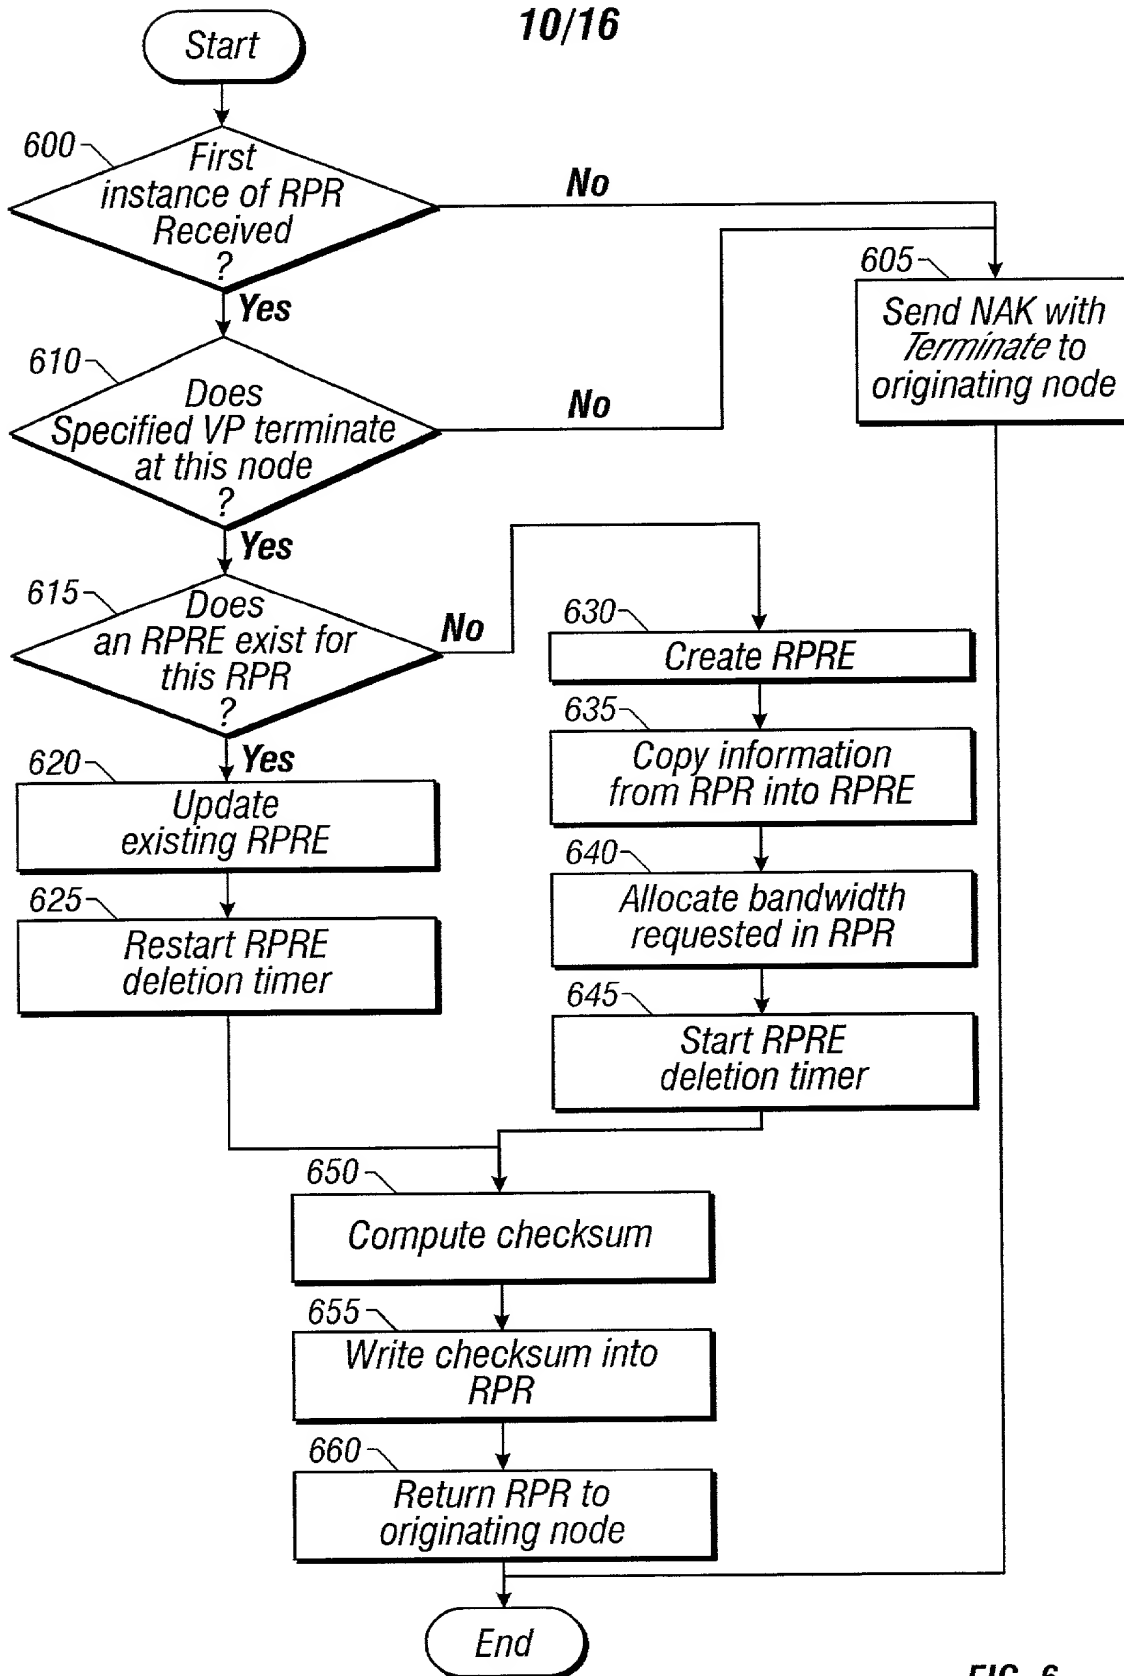 10/16
Start
600
First
instance of RPR
Received
?
No
Yes
605
Send NAK with
Terminate to
originating node
610
Does
Specified VP terminate
at this node
?
No
Yes
615
Does
an RPRE exist for
this RPR
?
No
Yes
620
Update
existing RPRE
625
Restart RPRE
deletion timer
630
Create RPRE
635
Copy information
from RPR into RPRE
640
Allocate bandwidth
requested in RPR
645
Start RPRE
deletion timer
650
Compute checksum
655
Write checksum into
RPR
660
Return RPR to
originating node
End
FIG. 6